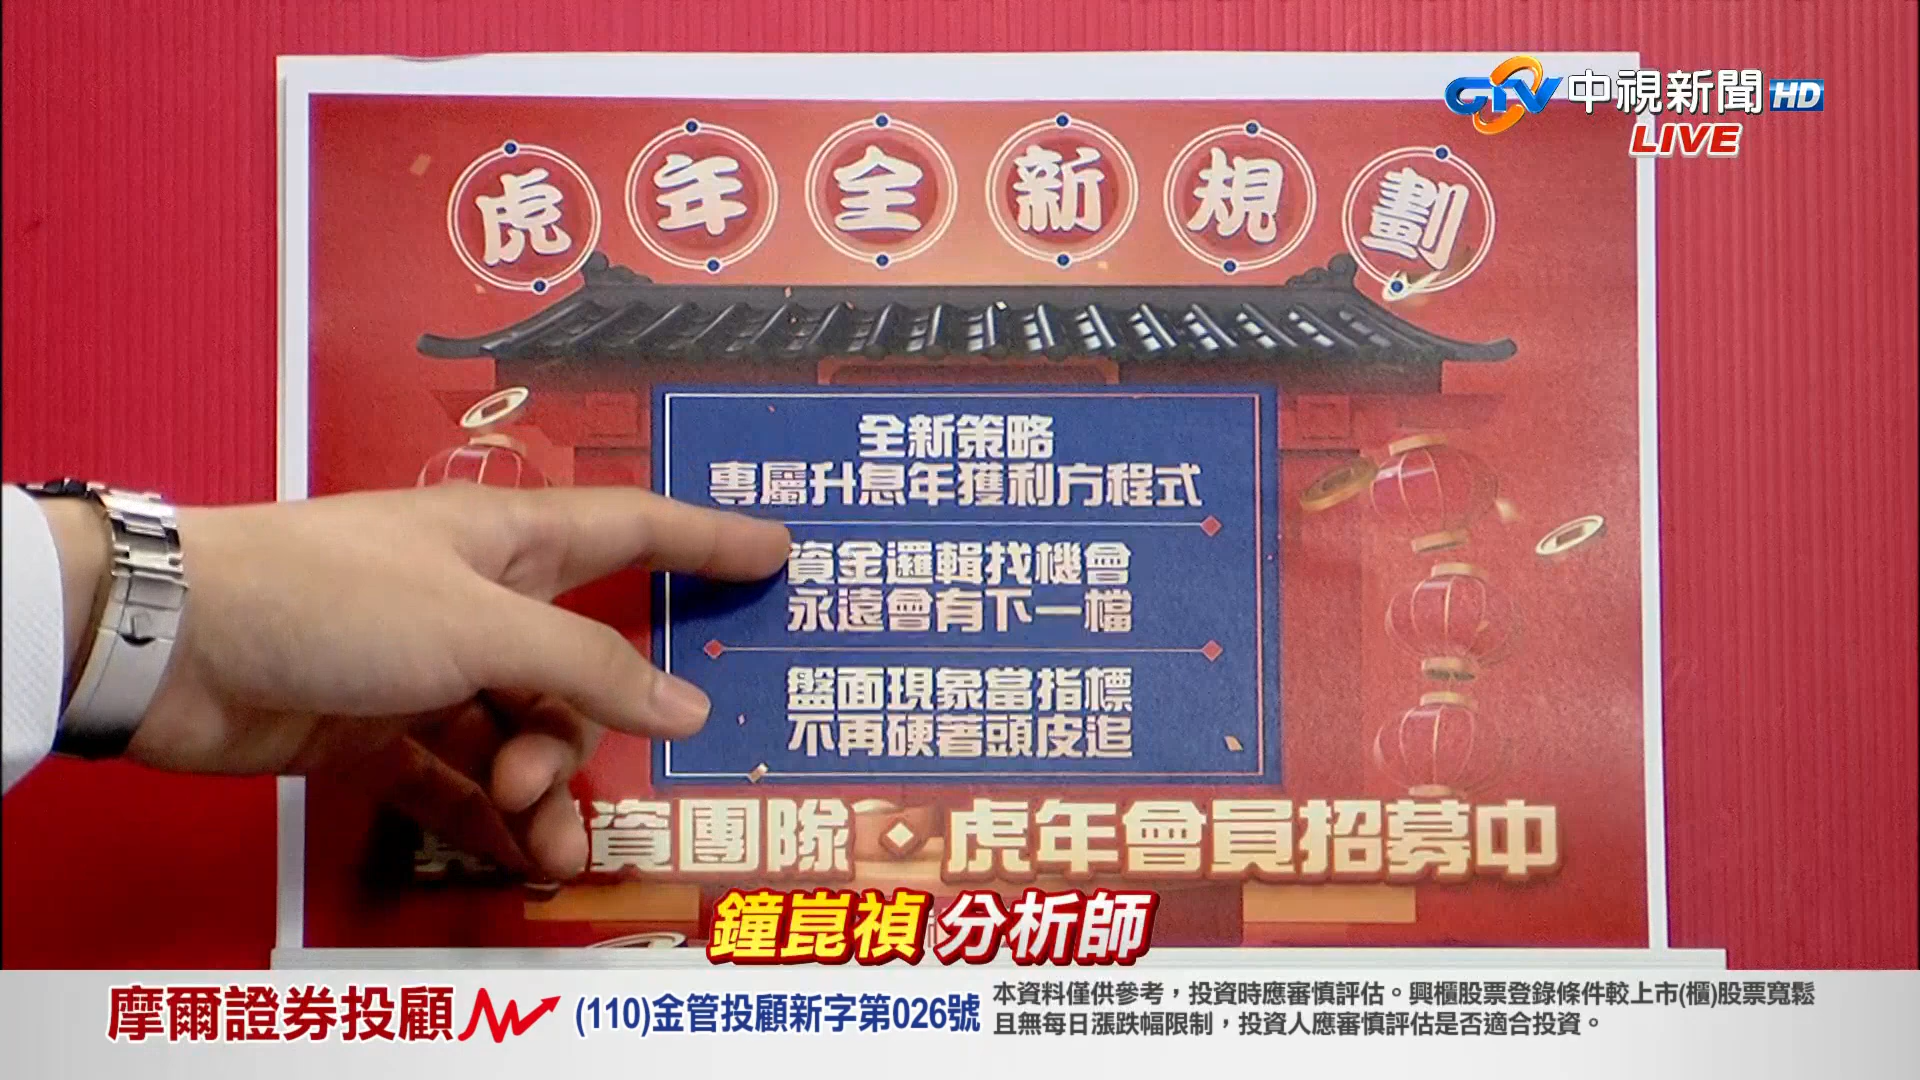 CTV 中視新聞 HD
LIVE
虎年全新規劃
全新策略
專屬升息年獲利方程式
資金邏輯找機會
永遠會有下一檔
盤面現象當指標
不再硬著頭皮追
資團隊・虎年會員招募中
鐘崑禎 分析師
摩爾證券投顧 (110)金管投顧新字第026號
本資料僅供參考，投資時應審慎評估。興櫃股票登錄條件較上市(櫃)股票寬鬆
且無每日漲跌幅限制，投資人應審慎評估是否適合投資。